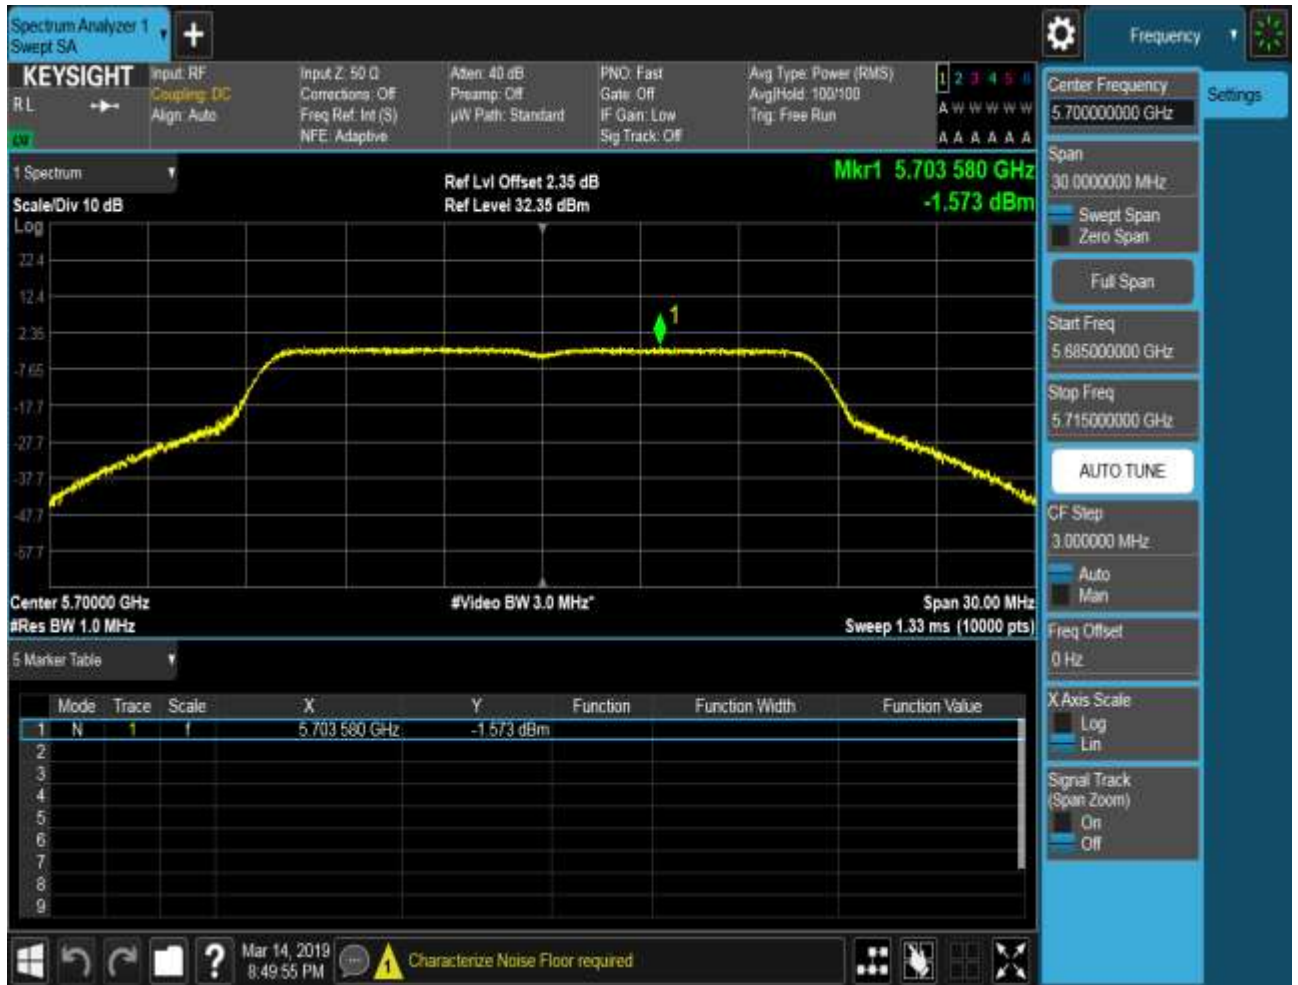 Spectrum Analyzer 1
Swept SA
Frequency
KEYSIGHT
RL
Input: RF
Coupling: DC
Align: Auto
Input Z: 50 Ω
Corrections: Off
Freq Ref: Int (S)
NFE: Adaptive
Atten: 40 dB
Preamp: Off
µW Path: Standard
PNO: Fast
Gate: Off
IF Gain: Low
Sig Track: Off
Avg Type: Power (RMS)
Avg|Hold: 100/100
Trig: Free Run
1 2 3 4 5 6
A W W W W W
A A A A A A
1 Spectrum
Scale/Div 10 dB
Ref Lvl Offset 2.35 dB
Ref Level 32.35 dBm
Mkr1 5.703 580 GHz
-1.573 dBm
Log
22.4
12.4
2.35
-7.65
-17.7
-27.7
-37.7
-47.7
-57.7
1
Center 5.70000 GHz
#Res BW 1.0 MHz
#Video BW 3.0 MHz*
Span 30.00 MHz
Sweep 1.33 ms (10000 pts)
5 Marker Table
Mode Trace Scale X Y Function Function Width Function Value
1 N 1 f 5.703 580 GHz -1.573 dBm
2
3
4
5
6
7
8
9
Mar 14, 2019
8:49:55 PM
?
1
Characterize Noise Floor required
Settings
Center Frequency
5.700000000 GHz
Span
30.0000000 MHz
Swept Span
Zero Span
Full Span
Start Freq
5.685000000 GHz
Stop Freq
5.715000000 GHz
AUTO TUNE
CF Step
3.000000 MHz
Auto
Man
Freq Offset
0 Hz
X Axis Scale
Log
Lin
Signal Track
(Span Zoom)
On
Off